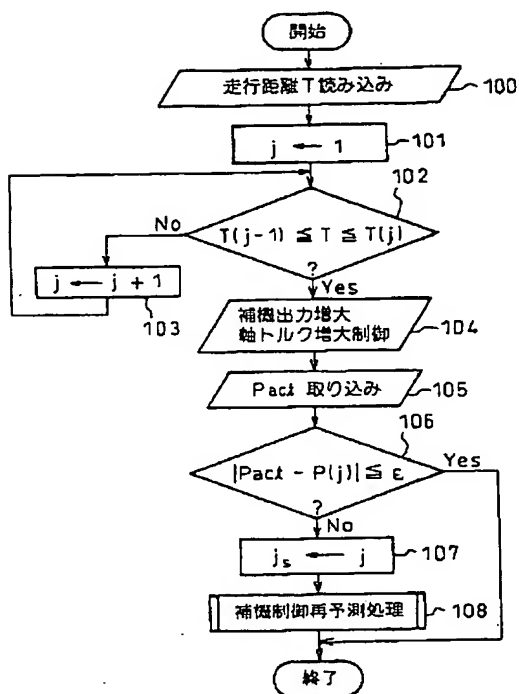 開始
走行距離T読み込み
100
j ← 1
101
102
No
T(j-1) ≦ T ≦ T(j)
?
j ← j + 1
103
Yes
補機出力増大
軸トルク増大制御
104
Pact 取り込み
105
106
|Pact - P(j)| ≦ ε
Yes
?
No
js ← j
107
補機制御再予測処理
108
終了